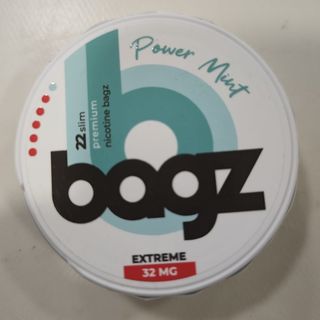 Power Mint
22 slim
premium
nicotine bagz
bagz
EXTREME
32 MG